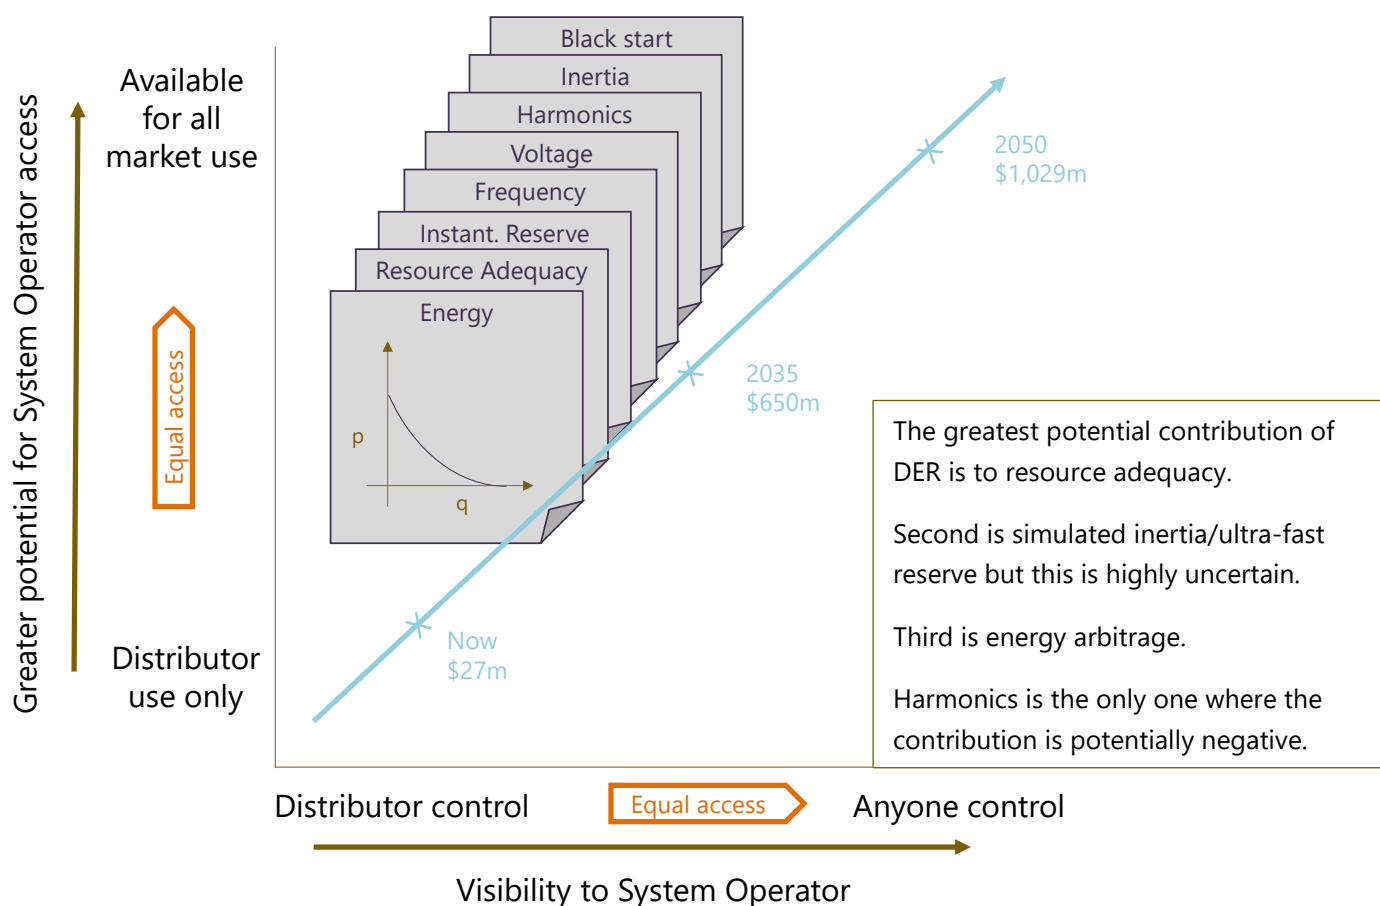 Greater potential for System Operator access
Available
for all
market use
Equal access
Distributor
use only
Black start
Inertia
Harmonics
Voltage
Frequency
Instant. Reserve
Resource Adequacy
Energy
p
q
2050
$1,029m
2035
$650m
Now
$27m
The greatest potential contribution of
DER is to resource adequacy.
Second is simulated inertia/ultra-fast
reserve but this is highly uncertain.
Third is energy arbitrage.
Harmonics is the only one where the
contribution is potentially negative.
Distributor control
Equal access
Anyone control
Visibility to System Operator